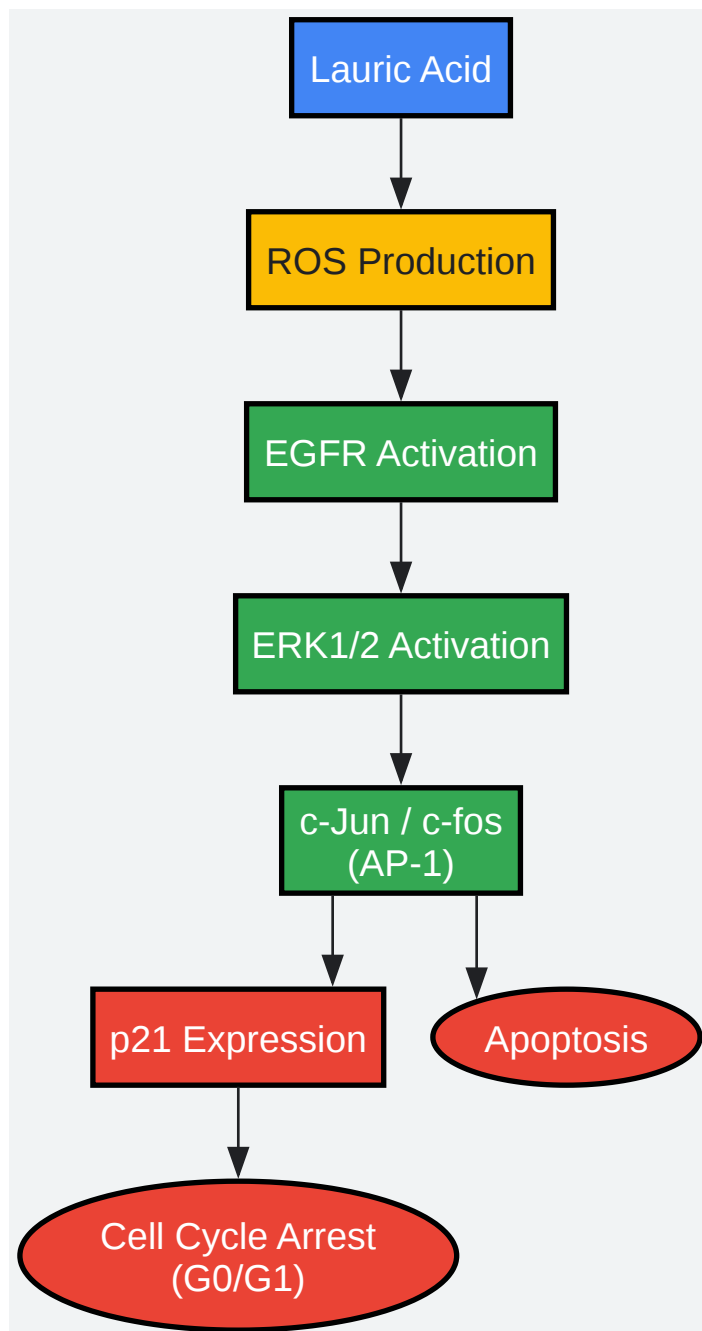 Lauric Acid
ROS Production
EGFR Activation
ERK1/2 Activation
c-Jun / c-fos
(AP-1)
p21 Expression
Apoptosis
Cell Cycle Arrest
(G0/G1)